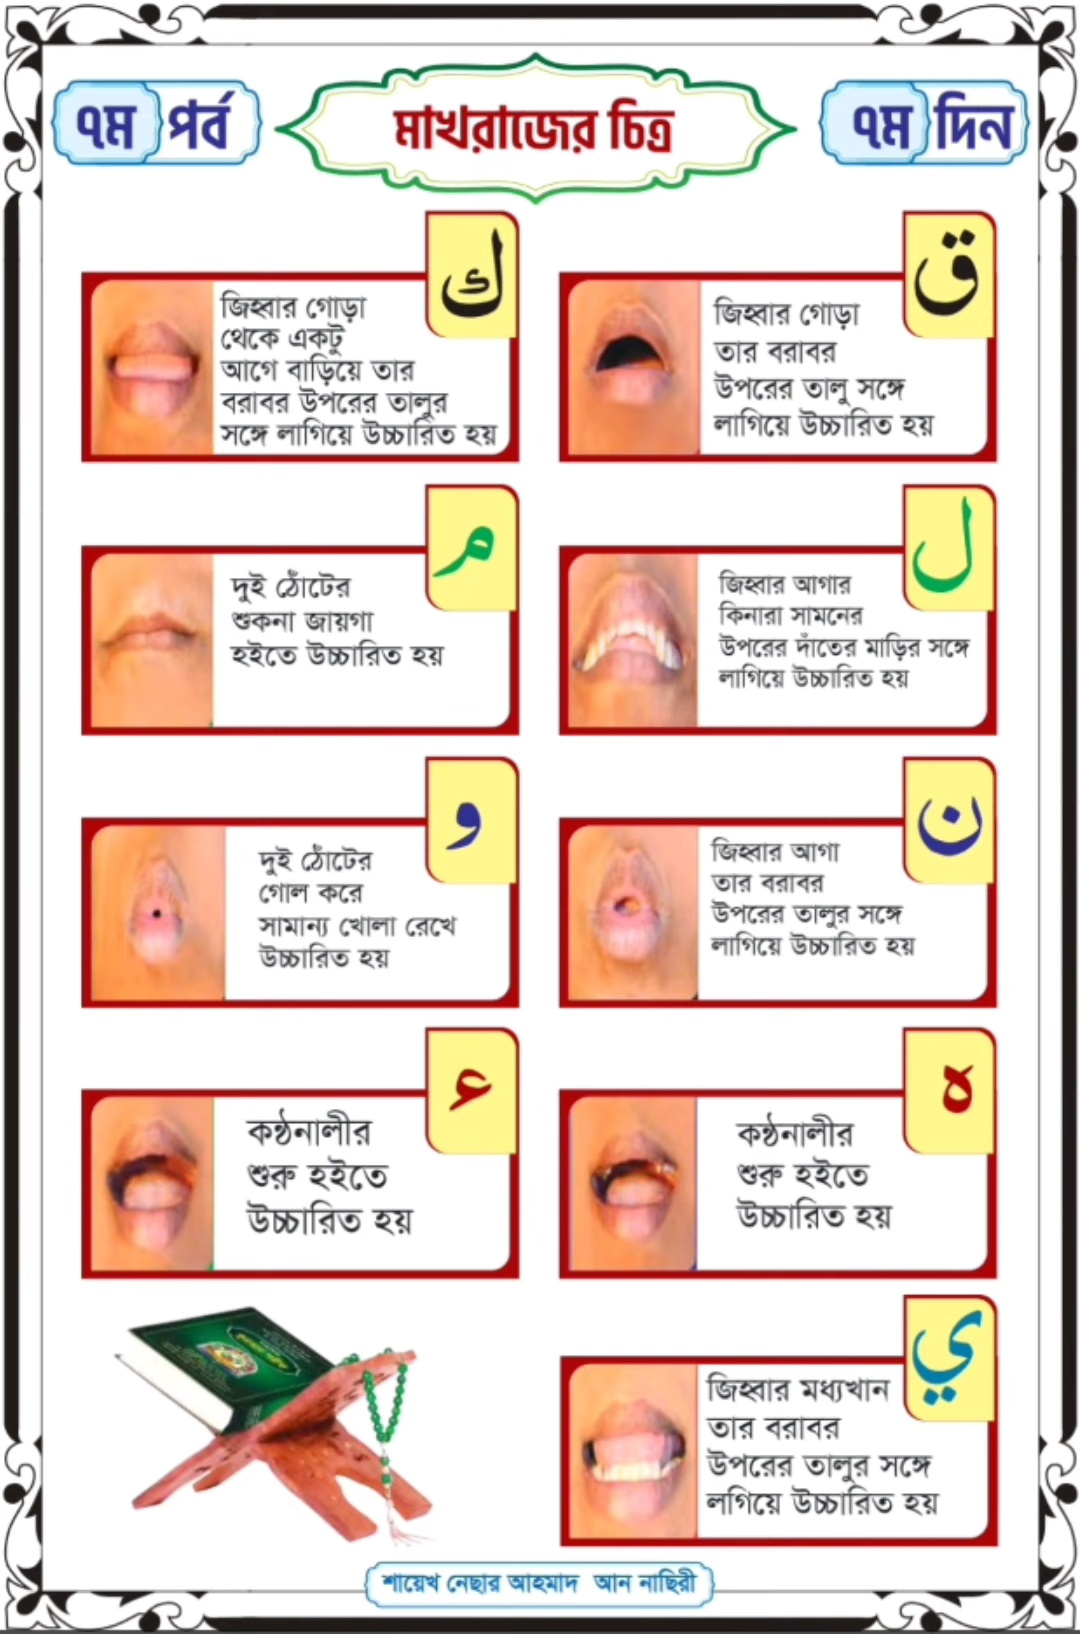 ৭ম পর্ব
মাখরাজের চিত্র
৭ম দিন
ق
জিহ্বার গোড়া
তার বরাবর
উপরের তালু সঙ্গে
লাগিয়ে উচ্চারিত হয়
ك
জিহ্বার গোড়া
থেকে একটু
আগে বাড়িয়ে তার
বরাবর উপরের তালুর
সঙ্গে লাগিয়ে উচ্চারিত হয়
ل
জিহ্বার আগার
কিনারা সামনের
উপরের দাঁতের মাড়ির সঙ্গে
লাগিয়ে উচ্চারিত হয়
م
দুই ঠোঁটের
শুকনা জায়গা
হইতে উচ্চারিত হয়
ن
জিহ্বার আগা
তার বরাবর
উপরের তালুর সঙ্গে
লাগিয়ে উচ্চারিত হয়
و
দুই ঠোঁটের
গোল করে
সামান্য খোলা রেখে
উচ্চারিত হয়
ه
কন্ঠনালীর
শুরু হইতে
উচ্চারিত হয়
ء
কন্ঠনালীর
শুরু হইতে
উচ্চারিত হয়
ي
জিহ্বার মধ্যখান
তার বরাবর
উপরের তালুর সঙ্গে
লগিয়ে উচ্চারিত হয়
শায়েখ নেছার আহমাদ আন নাছিরী